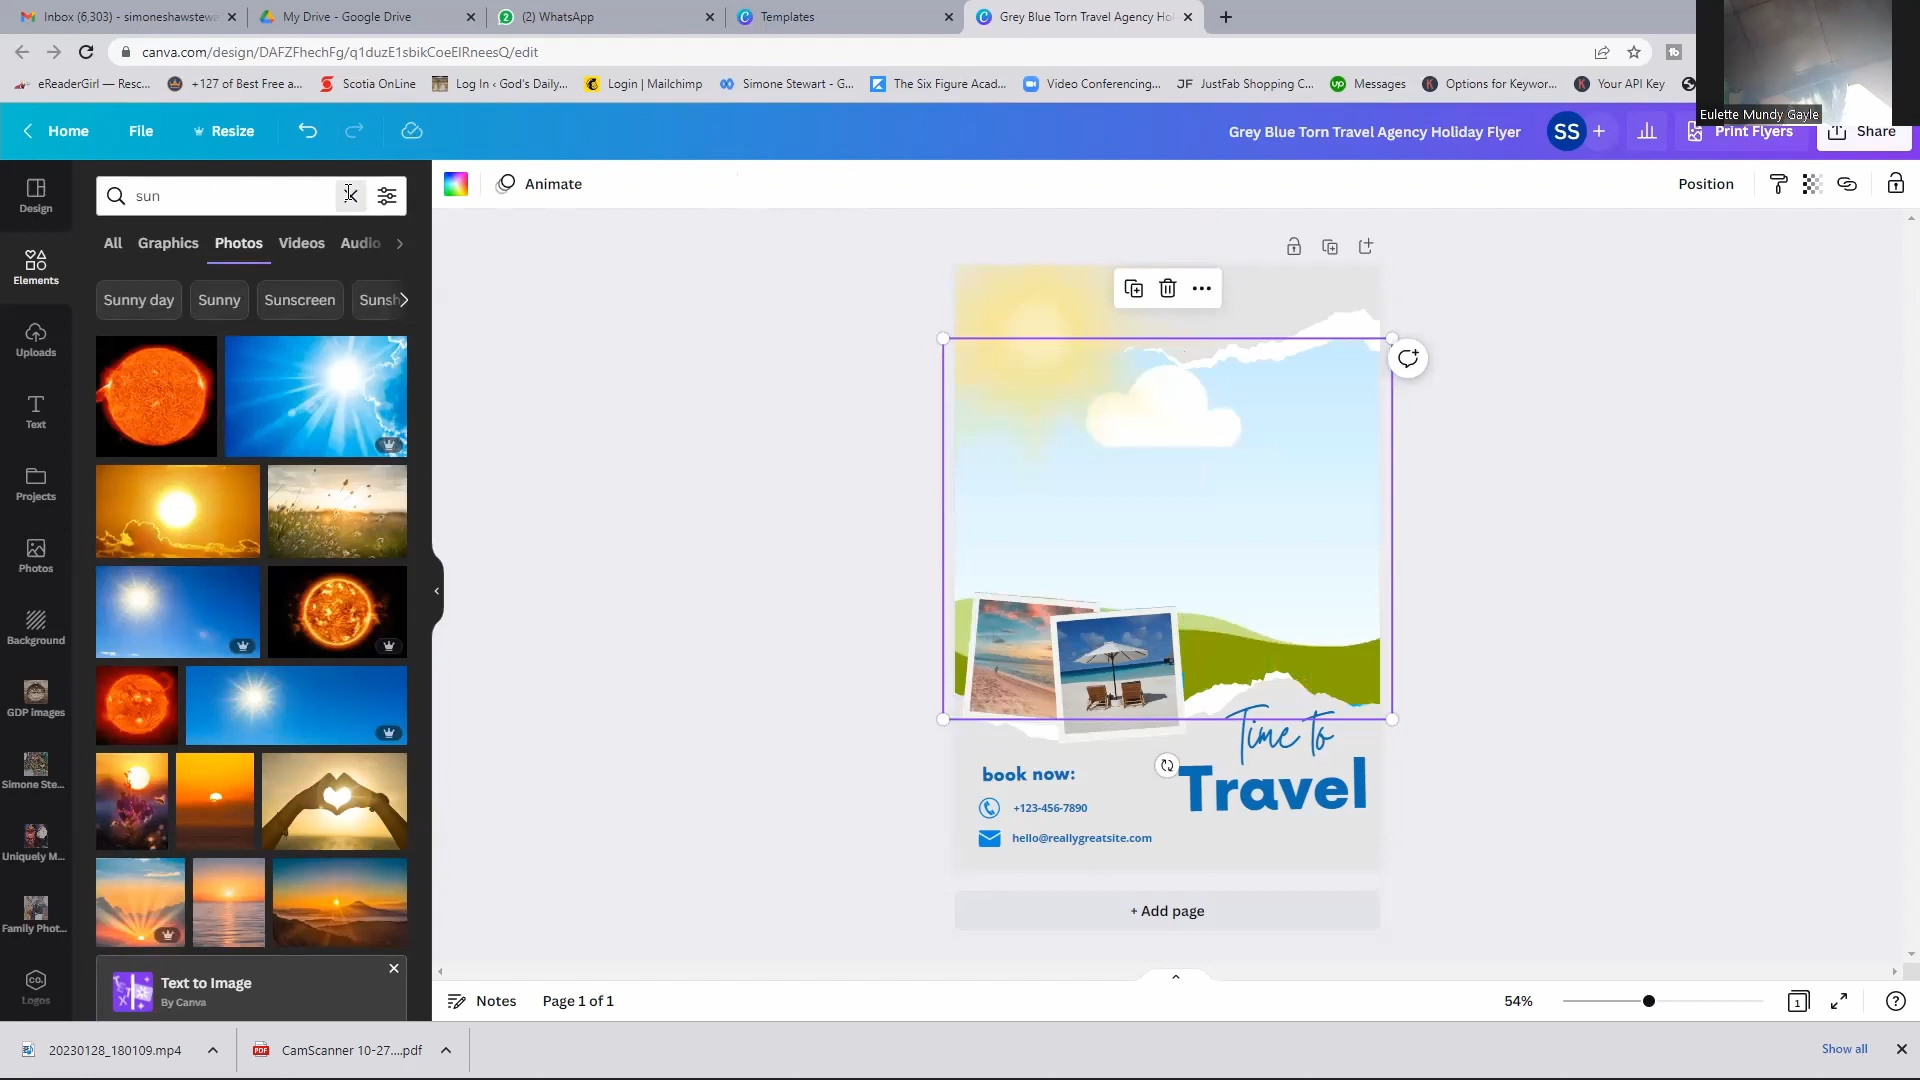 Inbox (6,303) - simoneshawstew
My Drive - Google Drive
(2) WhatsApp
Templates
Grey Blue Torn Travel Agency Ho
canva.com/design/DAFZFhechFg/q1duzE1sbikCoeEIRneesQ/edit
eReaderGirl — Resc...
+127 of Best Free a...
Scotia OnLine
Log In ‹ God's Daily...
Login | Mailchimp
Simone Stewart - G...
The Six Figure Acad...
Video Conferencing...
JF JustFab Shopping C...
up Messages
K Options for Keywor...
K Your API Key
Eulette Mundy Gayle
Home
File
Resize
Grey Blue Torn Travel Agency Holiday Flyer
SS
Print Flyers
Share
Design
Elements
Uploads
Text
Projects
Photos
Background
GDP images
Simone Ste...
Uniquely M...
Family Phot...
CO.
Logos
sun
All
Graphics
Photos
Videos
Audio
Sunny day
Sunny
Sunscreen
Sunsh
Text to Image
By Canva
Animate
Position
Time to
Travel
book now:
+123-456-7890
hello@reallygreatsite.com
+ Add page
Notes
Page 1 of 1
54%
1
20230128_180109.mp4
PDF
CamScanner 10-27....pdf
Show all